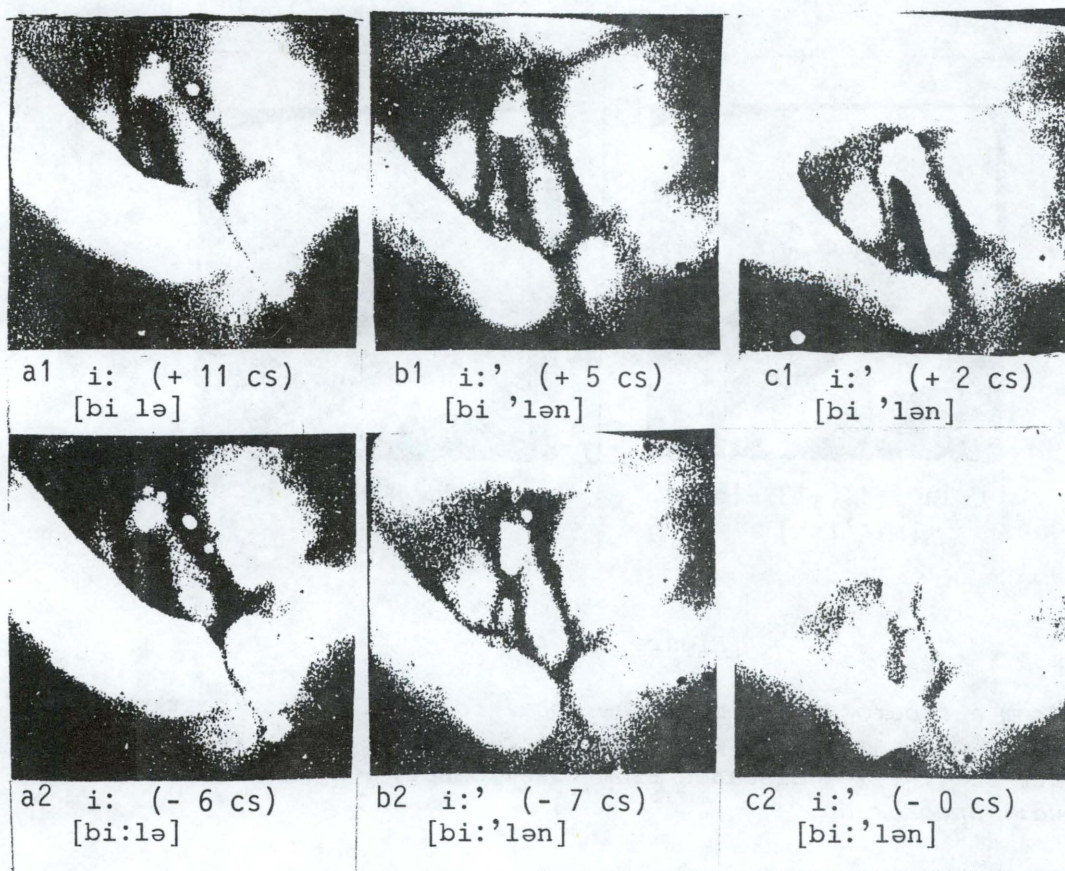 a1 i: (+ 11 cs) b1 i:’ (+ 5 cs) c1 i:’ (+ 2 cs)
[bi lə] [bi ’lən] [bi ’lən]
a2 i: (- 6 cs) b2 i:’ (- 7 cs) c2 i:’ (- 0 cs)
[bi:lə] [bi:’lən] [bi:’lən]